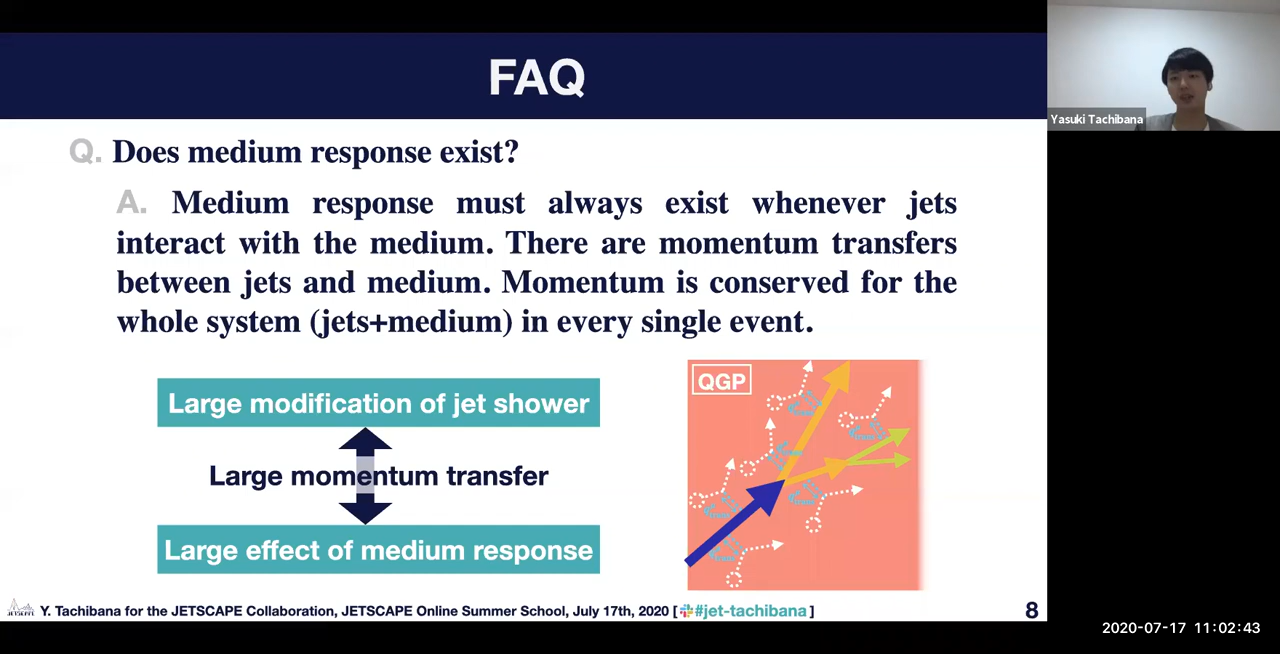 FAQ
Yasuki Tachibana
Q. Does medium response exist?
A. Medium response must always exist whenever jets
interact with the medium. There are momentum transfers
between jets and medium. Momentum is conserved for the
whole system (jets+medium) in every single event.
Large modification of jet shower
Large momentum transfer
Large effect of medium response
QGP
JETSCAPE
Y. Tachibana for the JETSCAPE Collaboration, JETSCAPE Online Summer School, July 17th, 2020 [ #jet-tachibana ]
8
2020-07-17 11:02:43